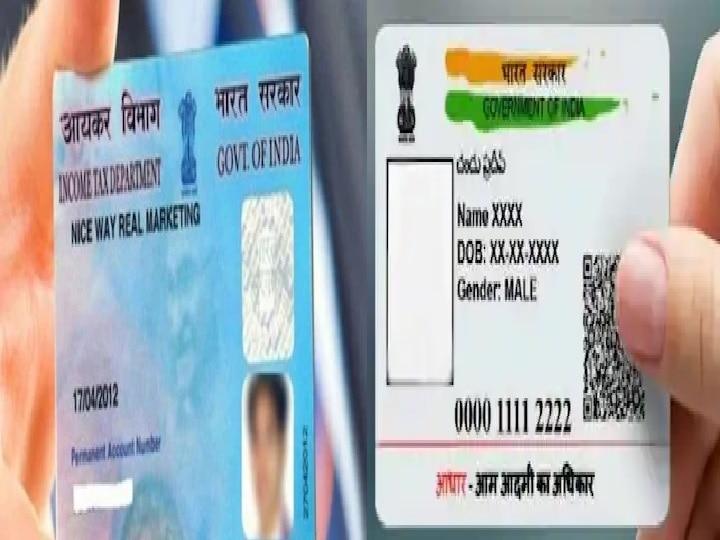 आयकर विभाग
भारत सरकार
INCOME TAX DEPARTMENT
GOVT. OF INDIA
NICE WAY REAL MARKETING
17/04/2012
Permanent Account Number
27042012
भारत सरकार
GOVERNMENT OF INDIA
Name XXXX
DOB: XX-XX-XXXX
Gender: MALE
0000 1111 2222
आधार - आम आदमी का अधिकार